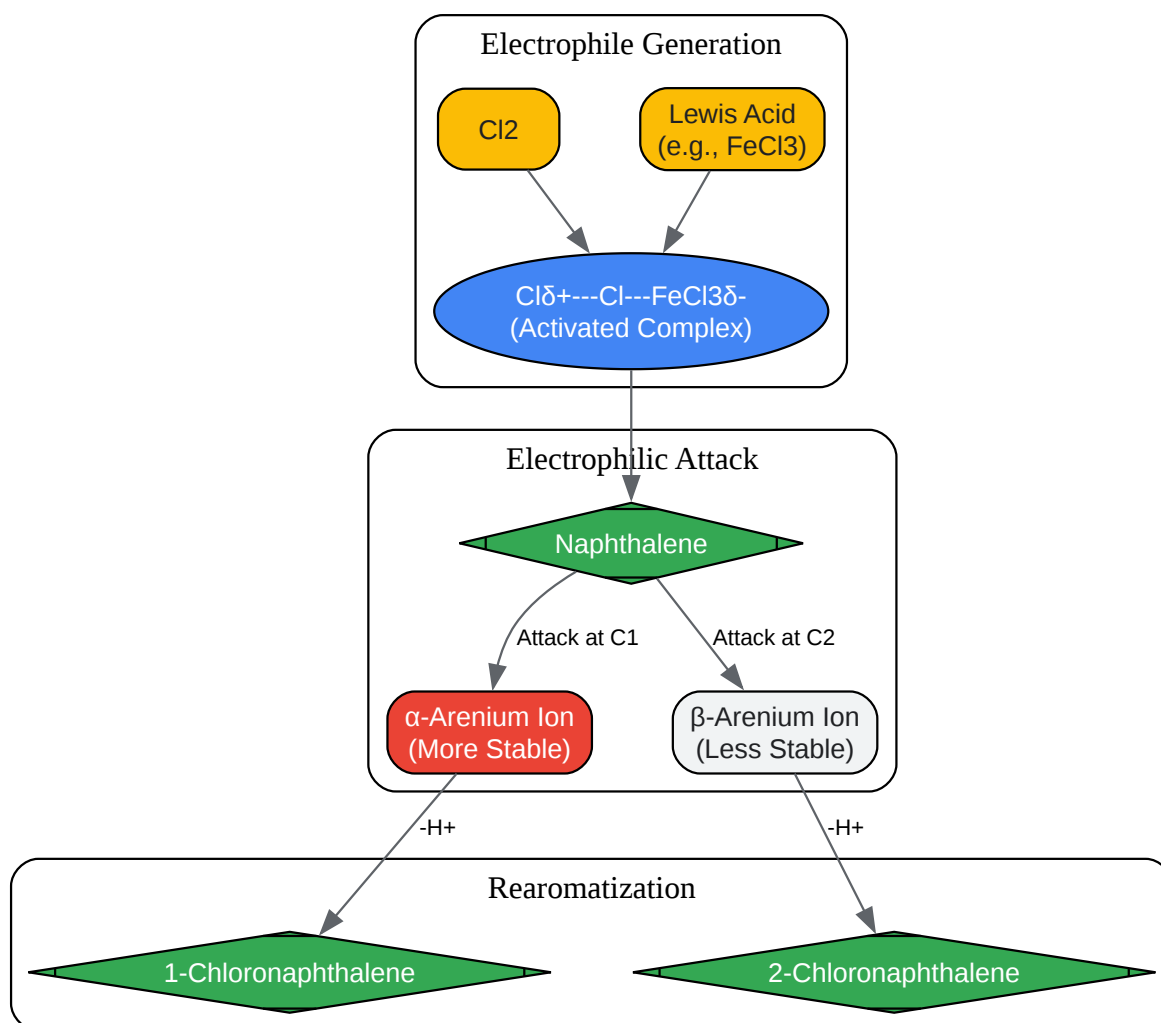 Electrophile Generation
Cl2
Lewis Acid
(e.g., FeCl3)
Clδ+---Cl---FeCl3δ-
(Activated Complex)
Electrophilic Attack
Naphthalene
Attack at C1
Attack at C2
α-Arenium Ion
(More Stable)
β-Arenium Ion
(Less Stable)
-H+
-H+
Rearomatization
1-Chloronaphthalene
2-Chloronaphthalene